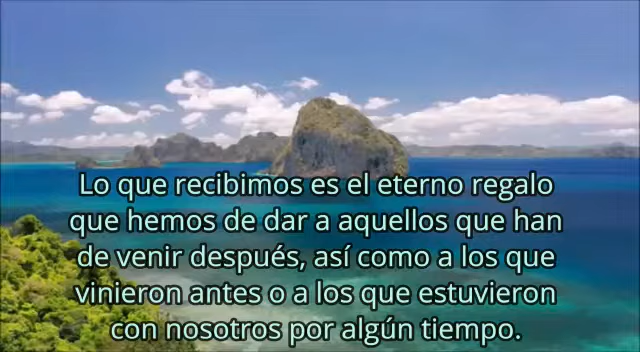 Lo que recibimos es el eterno regalo
que hemos de dar a aquellos que han
de venir después, así como a los que
vinieron antes o a los que estuvieron
con nosotros por algún tiempo.